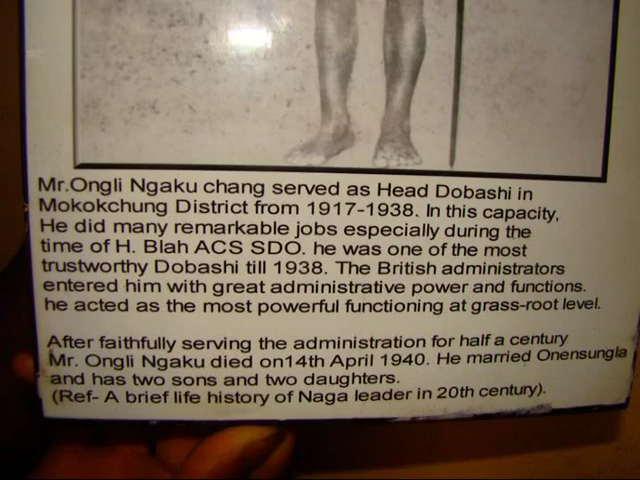 Mr.Ongli Ngaku chang served as Head Dobashi in
Mokokchung District from 1917-1938. In this capacity,
He did many remarkable jobs especially during the
time of H. Blah ACS SDO. he was one of the most
trustworthy Dobashi till 1938. The British administrators
entered him with great administrative power and functions.
he acted as the most powerful functioning at grass-root level.
After faithfully serving the administration for half a century
Mr. Ongli Ngaku died on14th April 1940. He married Onensungla
and has two sons and two daughters.
(Ref- A brief life history of Naga leader in 20th century).